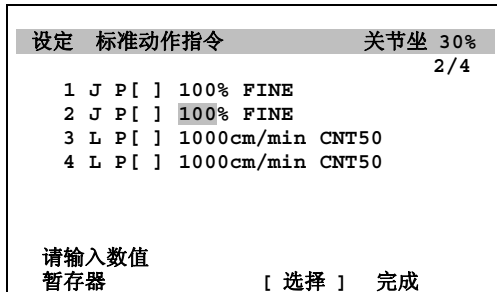 设定 标准动作指令 关节坐 30%
2/4
1 J P[ ] 100% FINE
2 J P[ ] 100% FINE
3 L P[ ] 1000cm/min CNT50
4 L P[ ] 1000cm/min CNT50
请输入数值
暂存器 [ 选择 ] 完成